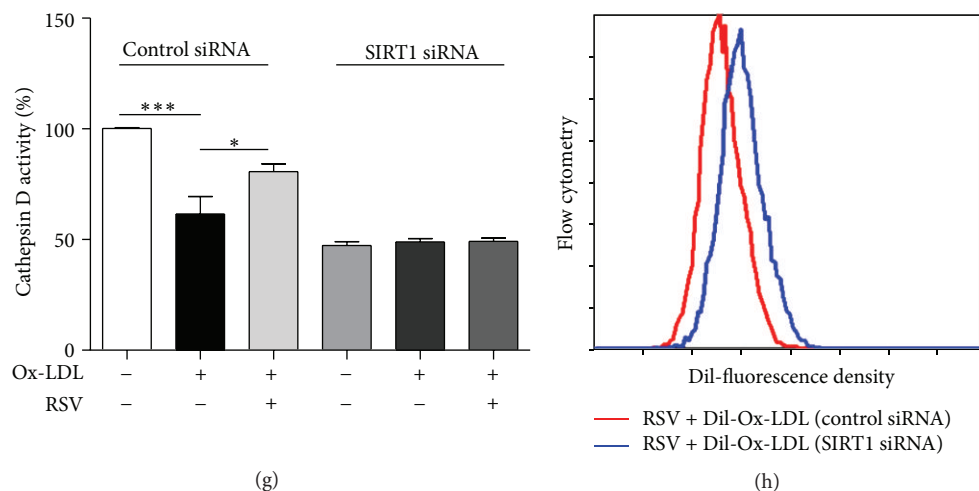 150
100
50
0
Cathepsin D activity (%)
Control siRNA
SIRT1 siRNA
***
*
Ox-LDL − + + − + +
RSV − − + − − +
(g)
Flow cytometry
Dil-fluorescence density
RSV + Dil-Ox-LDL (control siRNA)
RSV + Dil-Ox-LDL (SIRT1 siRNA)
(h)